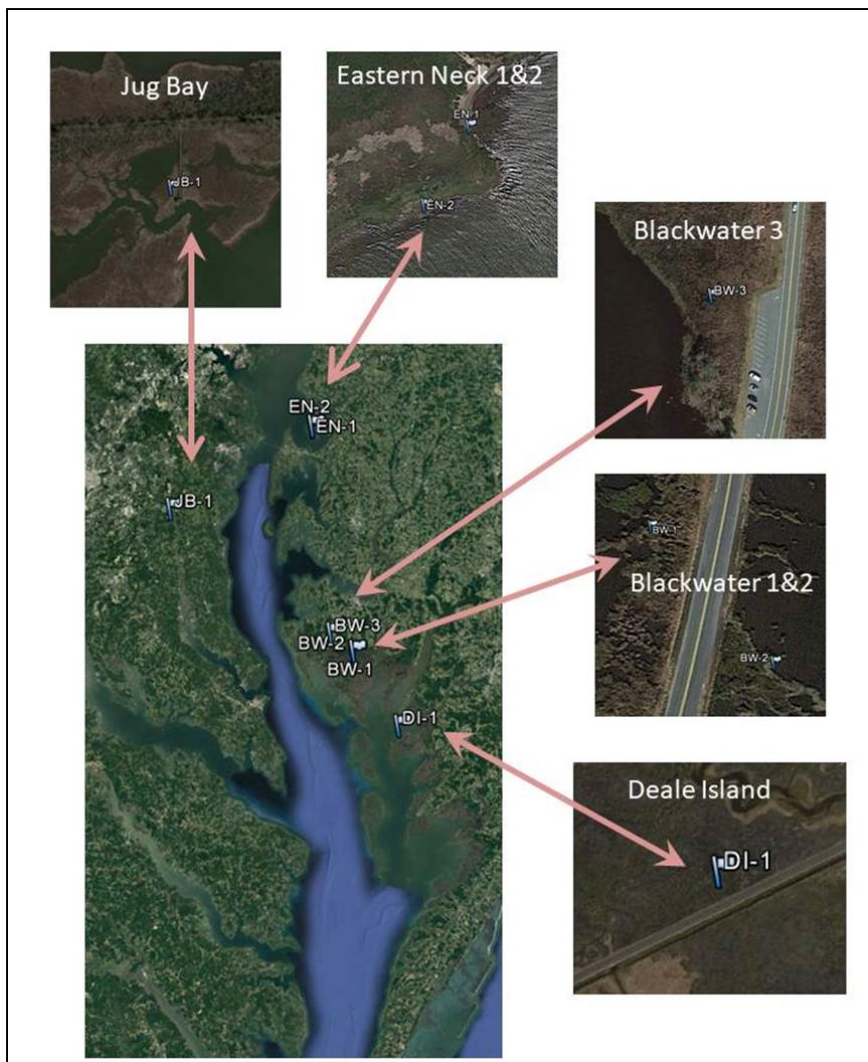 Jug Bay
JB-1
Eastern Neck 1&2
EN-1
EN-2
Blackwater 3
BW-3
EN-2
EN-1
JB-1
BW-3
BW-2
BW-1
DI-1
BW-1
Blackwater 1&2
BW-2
Deale Island
DI-1